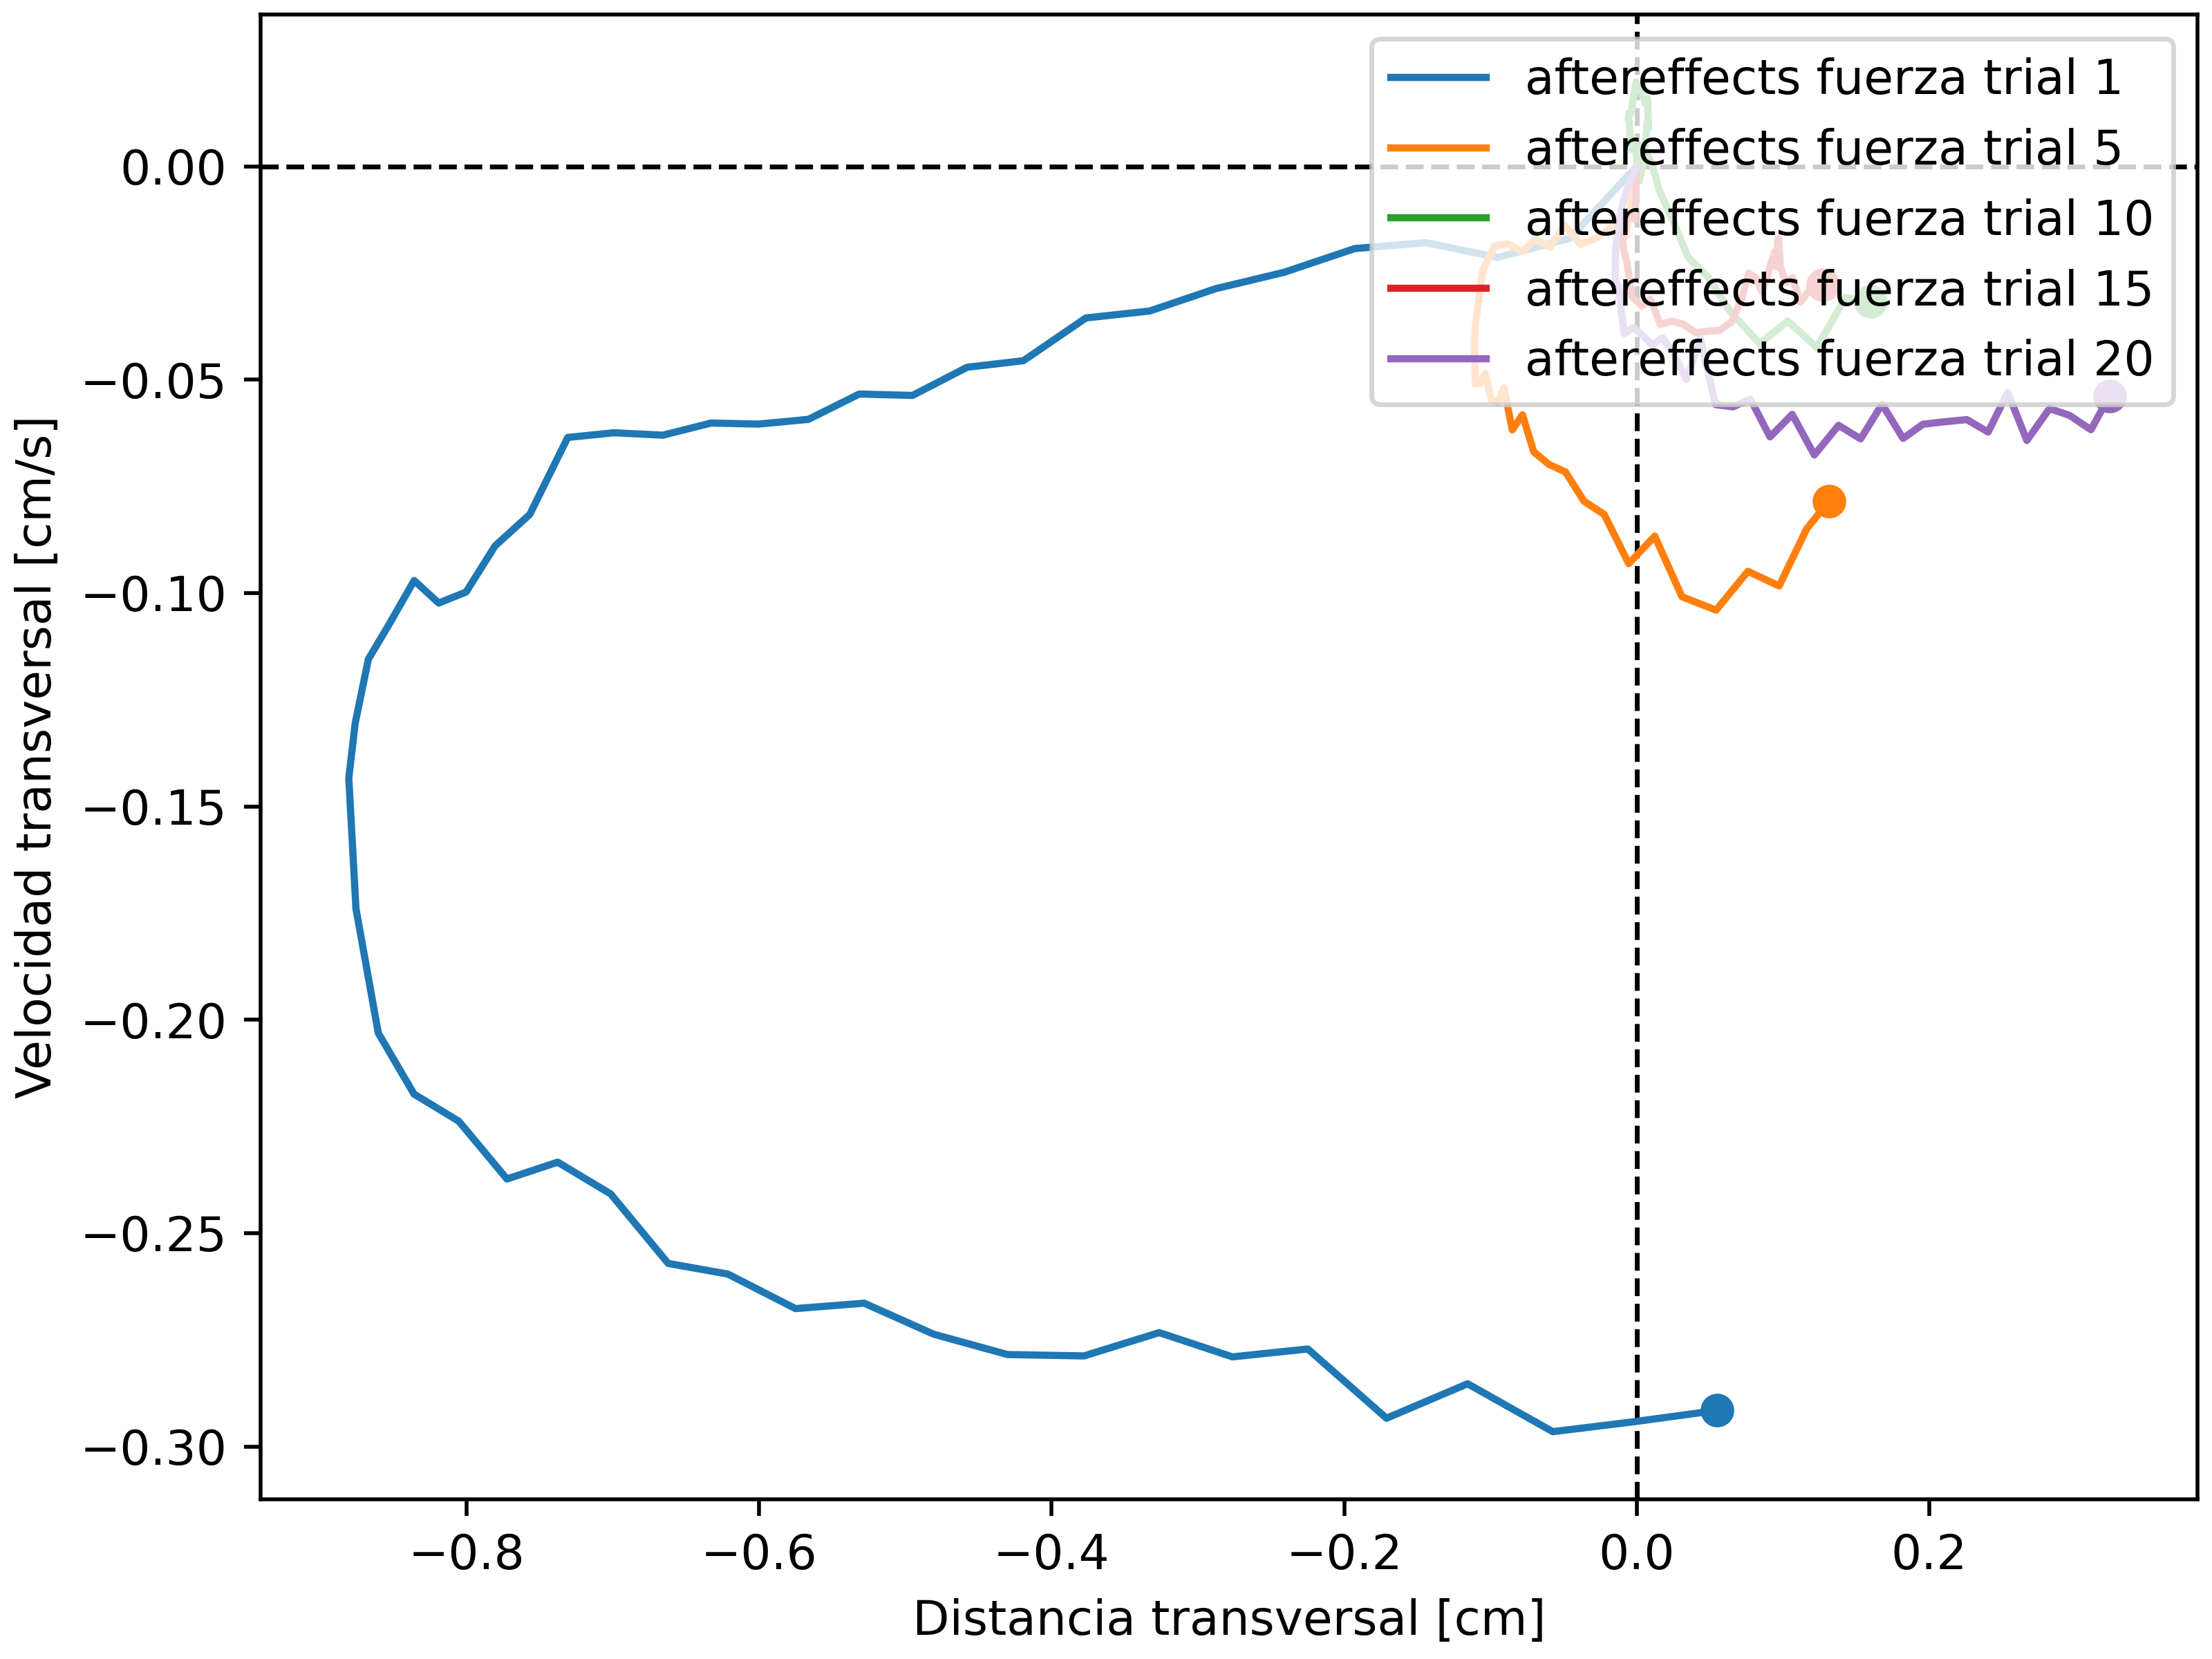 aftereffects fuerza trial 1
aftereffects fuerza trial 5
aftereffects fuerza trial 10
aftereffects fuerza trial 15
aftereffects fuerza trial 20
Velocidad transversal [cm/s]
0.00
−0.05
−0.10
−0.15
−0.20
−0.25
−0.30
−0.8
−0.6
−0.4
−0.2
0.0
0.2
Distancia transversal [cm]